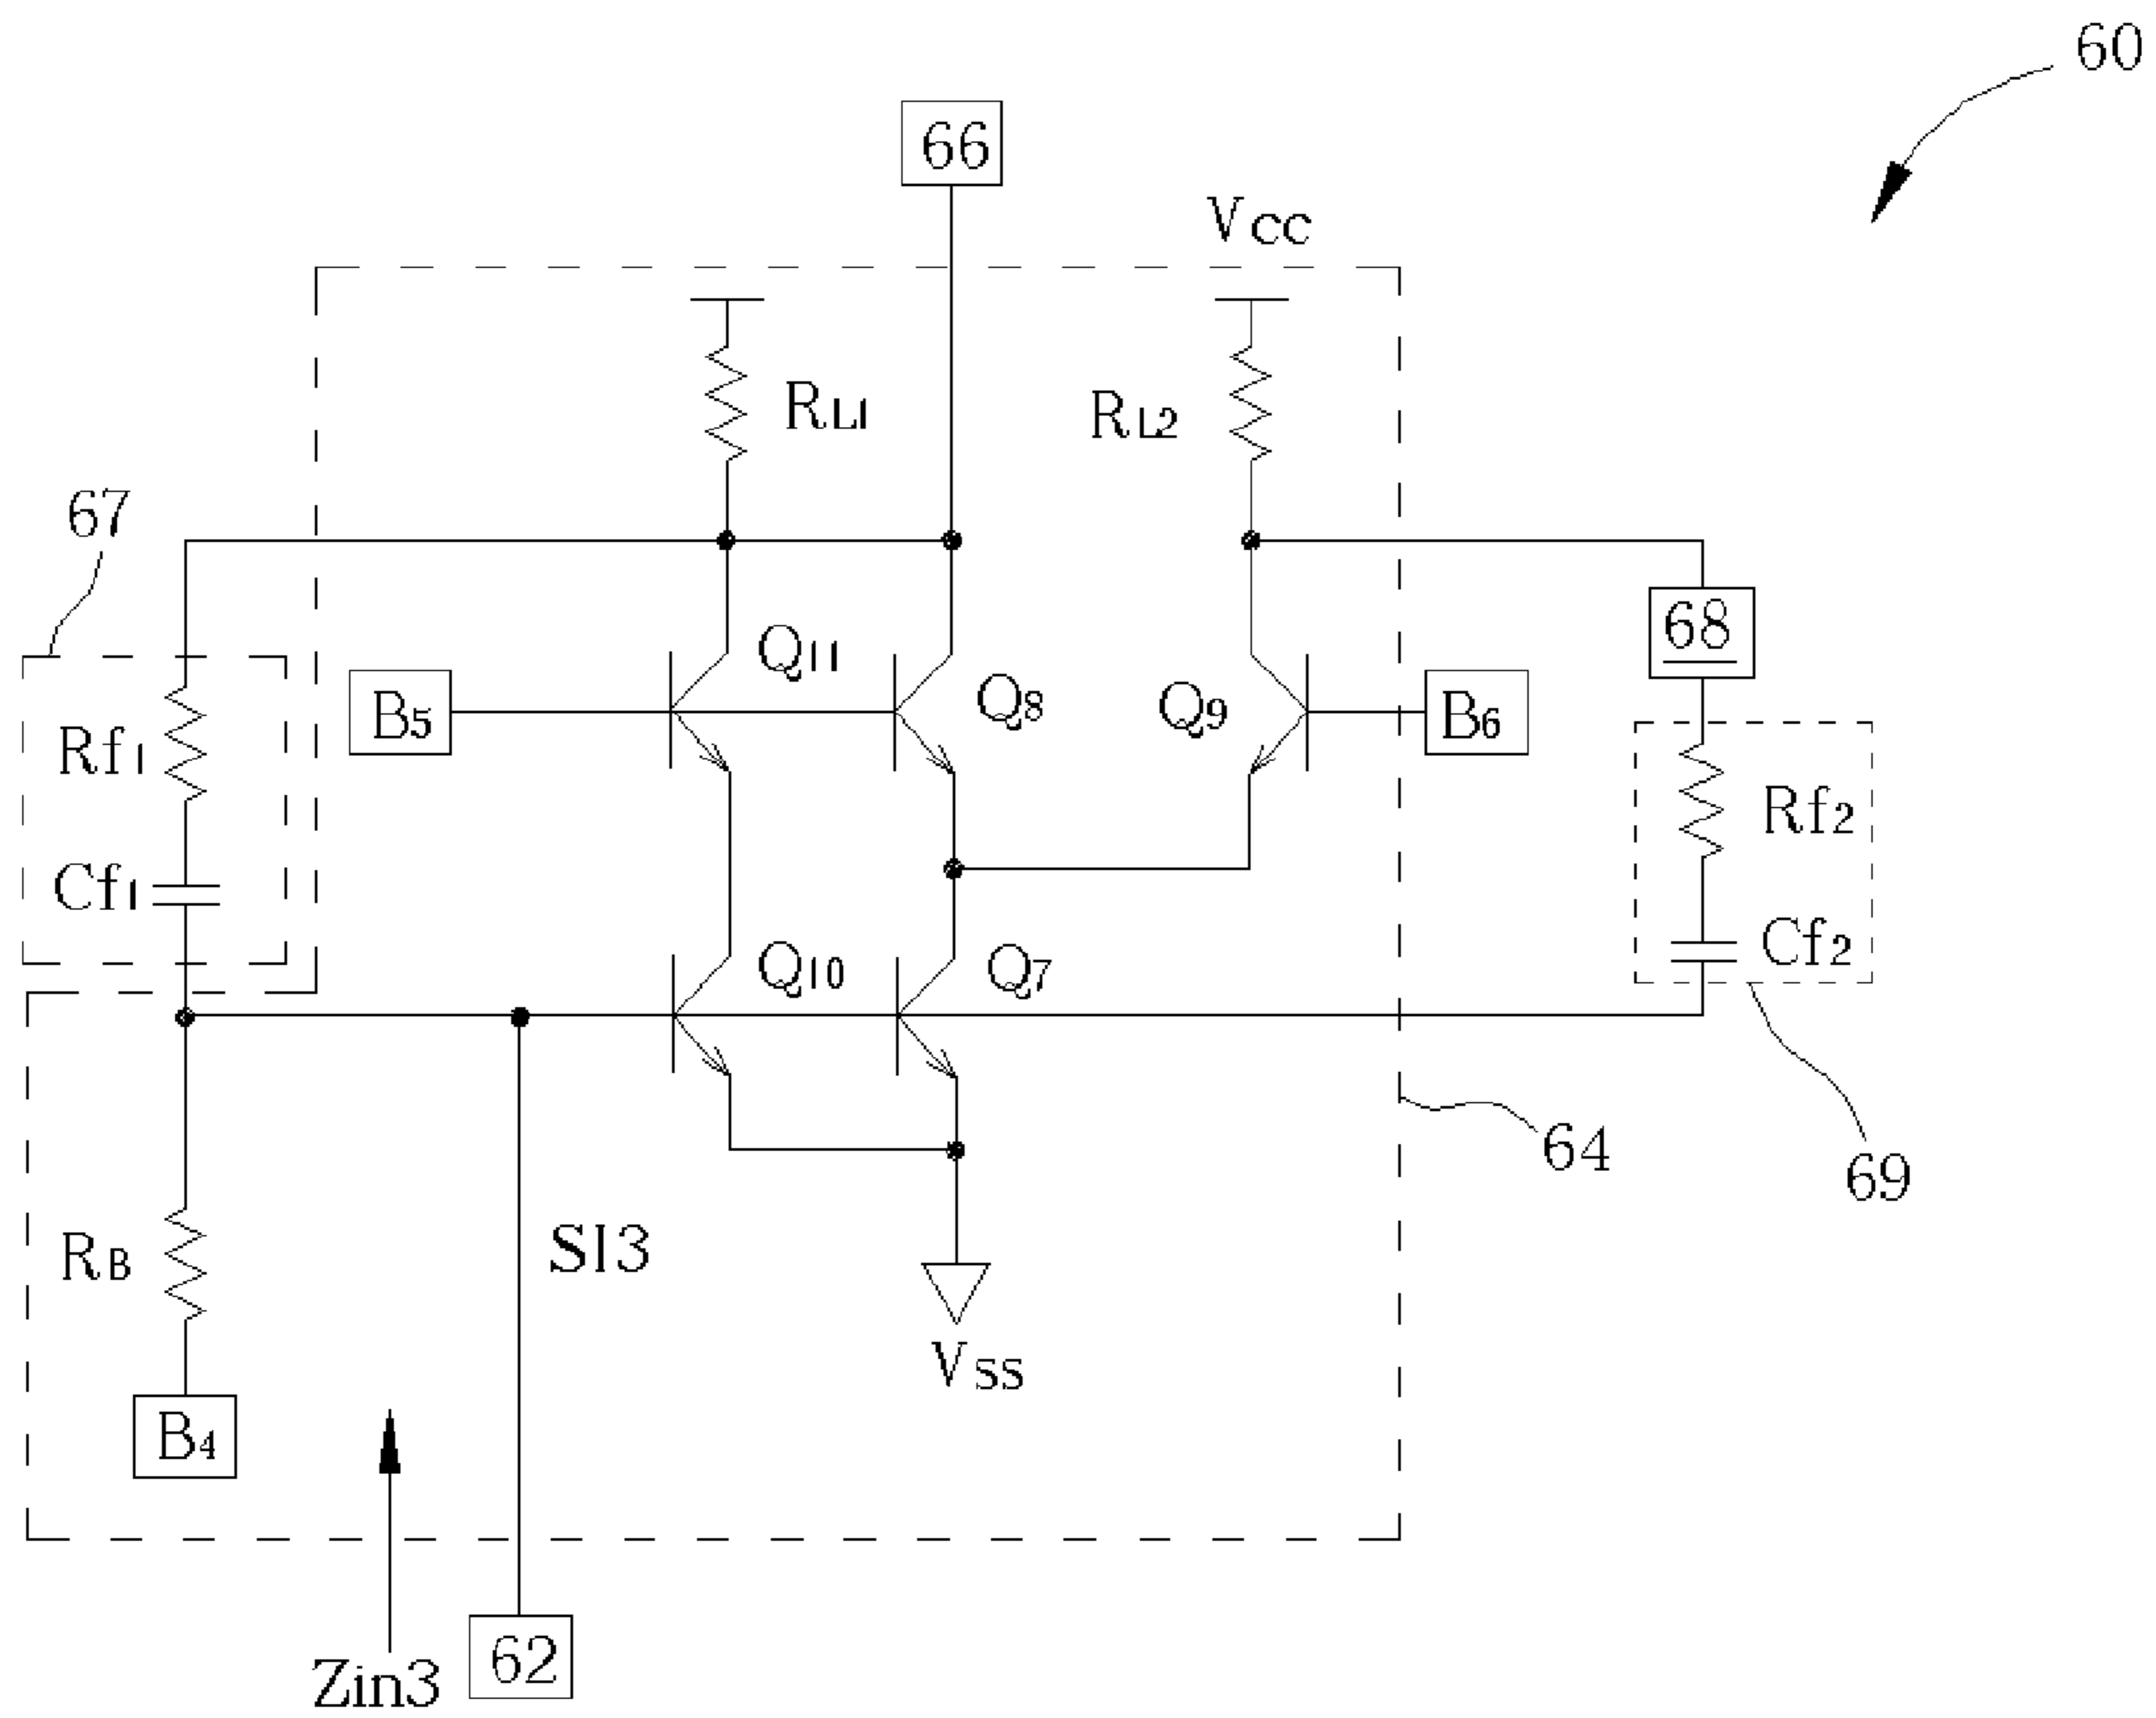 60
66
Vcc
RL1
RL2
67
68
Q11
Q8
Q9
B5
B6
Rf1
Rf2
Cf1
Cf2
Q10
Q7
64
69
RB
SI3
Vss
B4
62
Zin3